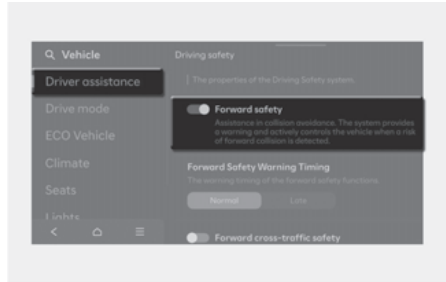 Vehicle
Driver assistance
Drive mode
ECO Vehicle
Climate
Seats
Lights
Driving safety
The properties of the Driving Safety system.
Forward safety
Assistance in collision avoidance. The system provides
a warning and actively controls the vehicle when a risk
of forward collision is detected.
Forward Safety Warning Timing
The warning timing of the forward safety functions
Normal
Late
Forward cross-traffic safety